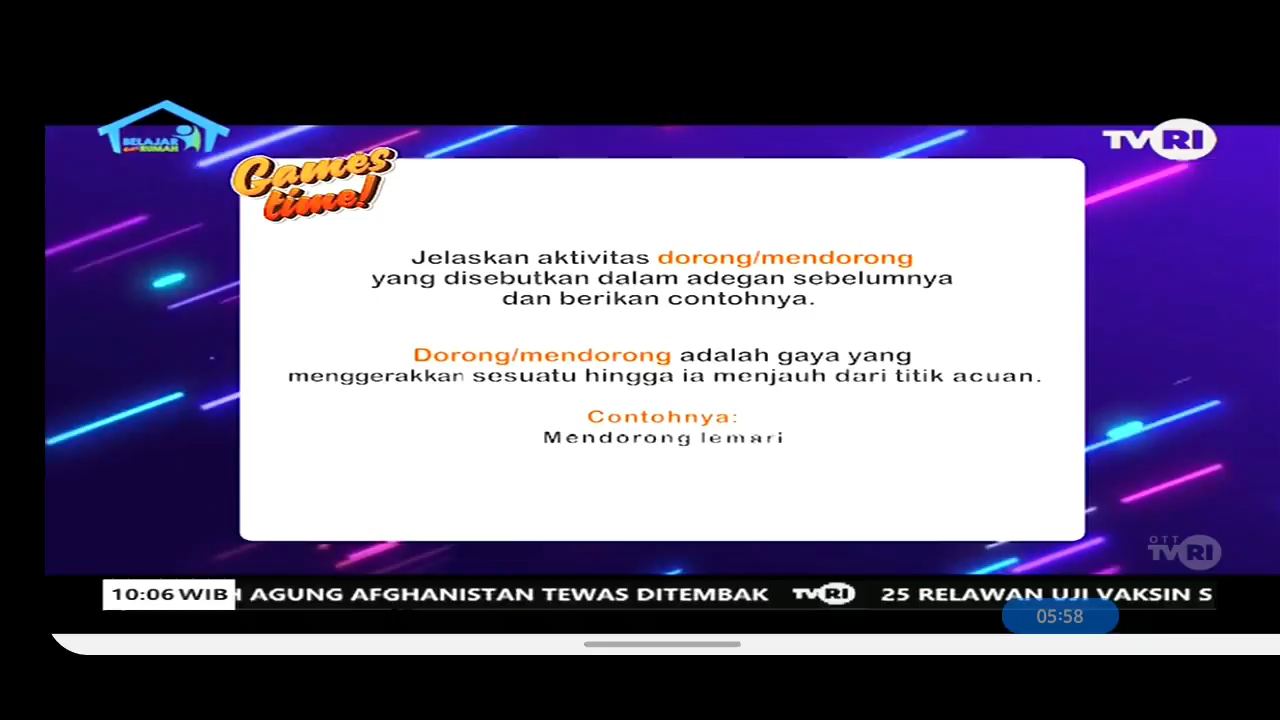 BELAJAR
RUMAH
TVRI
Games
time!
Jelaskan aktivitas dorong/mendorong
yang disebutkan dalam adegan sebelumnya
dan berikan contohnya.
Dorong/mendorong adalah gaya yang
menggerakkan sesuatu hingga ia menjauh dari titik acuan.
Contohnya:
Mendorong lemari
OTT
TVRI
10:06 WIB H AGUNG AFGHANISTAN TEWAS DITEMBAK TVRI 25 RELAWAN UJI VAKSIN S
05:58